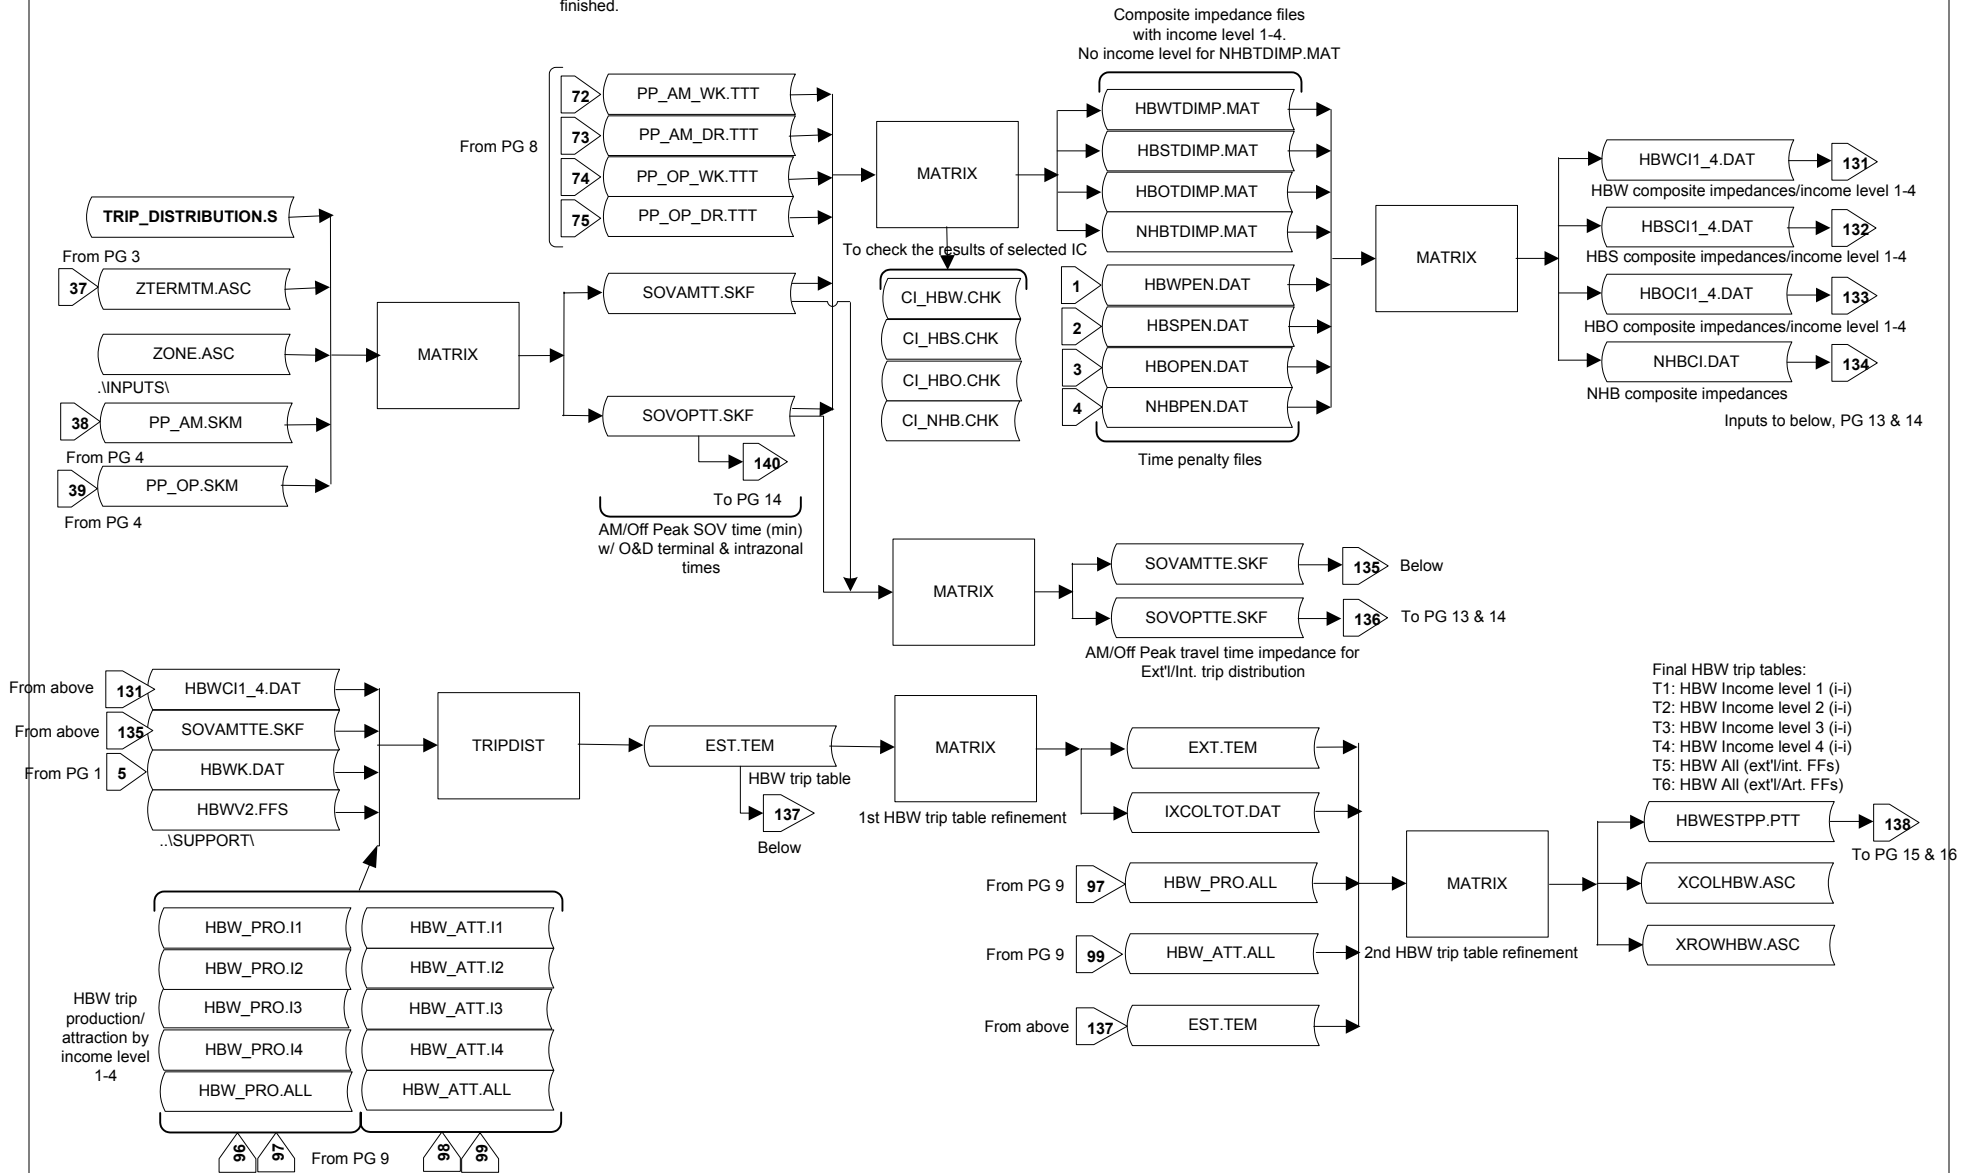 finished.
Composite impedance files
with income level 1-4.
No income level for NHBTDIMP.MAT
From PG 8
72
PP_AM_WK.TTT
73
PP_AM_DR.TTT
74
PP_OP_WK.TTT
75
PP_OP_DR.TTT
MATRIX
HBWTDIMP.MAT
HBSTDIMP.MAT
HBOTDIMP.MAT
NHBTDIMP.MAT
1
HBWPEN.DAT
2
HBSPEN.DAT
3
HBOPEN.DAT
4
NHBPEN.DAT
Time penalty files
To check the results of selected IC
CI_HBW.CHK
CI_HBS.CHK
CI_HBO.CHK
CI_NHB.CHK
MATRIX
HBWCI1_4.DAT
131
HBW composite impedances/income level 1-4
HBSCI1_4.DAT
132
HBS composite impedances/income level 1-4
HBOCI1_4.DAT
133
HBO composite impedances/income level 1-4
NHBCI.DAT
134
NHB composite impedances
Inputs to below, PG 13 & 14
TRIP_DISTRIBUTION.S
From PG 3
37
ZTERMTM.ASC
ZONE.ASC
.\INPUTS\
38
PP_AM.SKM
From PG 4
39
PP_OP.SKM
From PG 4
MATRIX
SOVAMTT.SKF
SOVOPTT.SKF
140
To PG 14
AM/Off Peak SOV time (min)
w/ O&D terminal & intrazonal
times
MATRIX
SOVAMTTE.SKF
135
Below
SOVOPTTE.SKF
136
To PG 13 & 14
AM/Off Peak travel time impedance for
Ext'l/Int. trip distribution
From above
131
HBWCI1_4.DAT
From above
135
SOVAMTTE.SKF
From PG 1
5
HBWK.DAT
HBWV2.FFS
..\SUPPORT\
TRIPDIST
EST.TEM
HBW trip table
137
Below
MATRIX
1st HBW trip table refinement
EXT.TEM
IXCOLTOT.DAT
From PG 9
97
HBW_PRO.ALL
From PG 9
99
HBW_ATT.ALL
From above
137
EST.TEM
MATRIX
2nd HBW trip table refinement
Final HBW trip tables:
T1: HBW Income level 1 (i-i)
T2: HBW Income level 2 (i-i)
T3: HBW Income level 3 (i-i)
T4: HBW Income level 4 (i-i)
T5: HBW All (ext'l/int. FFs)
T6: HBW All (ext'l/Art. FFs)
HBWESTPP.PTT
138
To PG 15 & 16
XCOLHBW.ASC
XROWHBW.ASC
HBW trip
production/
attraction by
income level
1-4
HBW_PRO.I1
HBW_PRO.I2
HBW_PRO.I3
HBW_PRO.I4
HBW_PRO.ALL
HBW_ATT.I1
HBW_ATT.I2
HBW_ATT.I3
HBW_ATT.I4
HBW_ATT.ALL
96
97
From PG 9
98
99